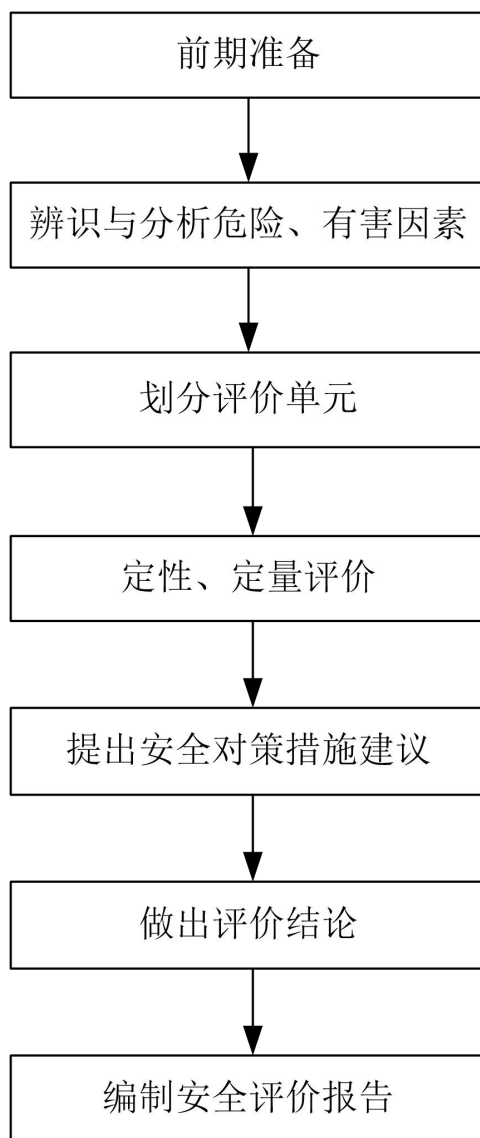 前期准备
辨识与分析危险、有害因素
划分评价单元
定性、定量评价
提出安全对策措施建议
做出评价结论
编制安全评价报告